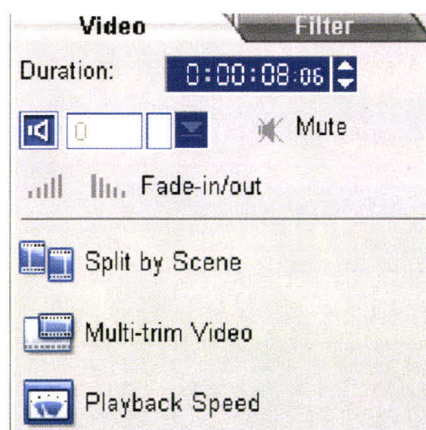 Video Filter
Duration: 0:00:08:06
0 Mute
Fade-in/out
Split by Scene
Multi-trim Video
Playback Speed